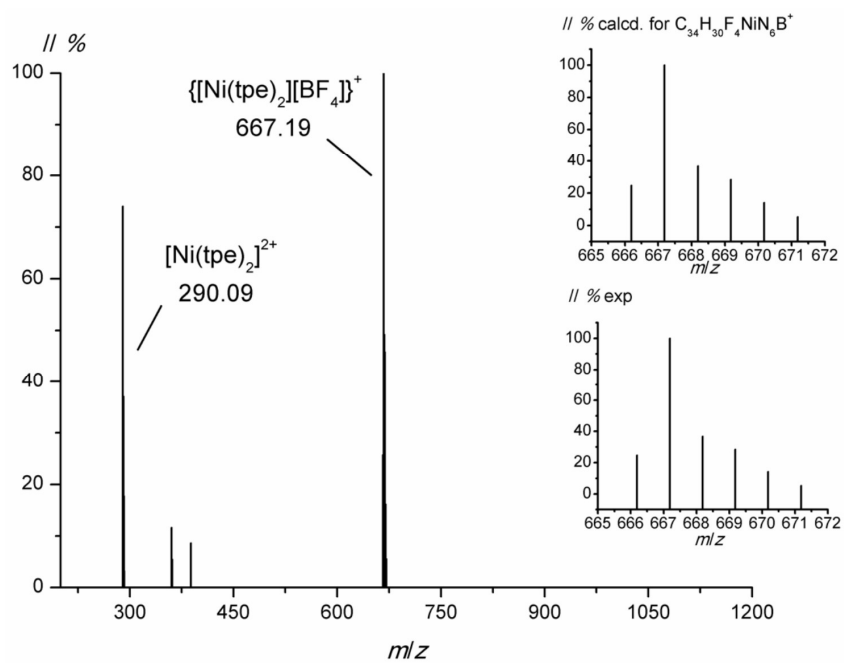 // %
100
80
60
40
20
0
300 450 600 750 900 1050 1200
m/z
{[Ni(tpe)₂][BF₄]}⁺
667.19
[Ni(tpe)₂]²⁺
290.09
// % calcd. for C₃₄H₃₀F₄NiN₆B⁺
100
80
60
40
20
0
665 666 667 668 669 670 671 672
m/z
// % exp
100
80
60
40
20
0
665 666 667 668 669 670 671 672
m/z